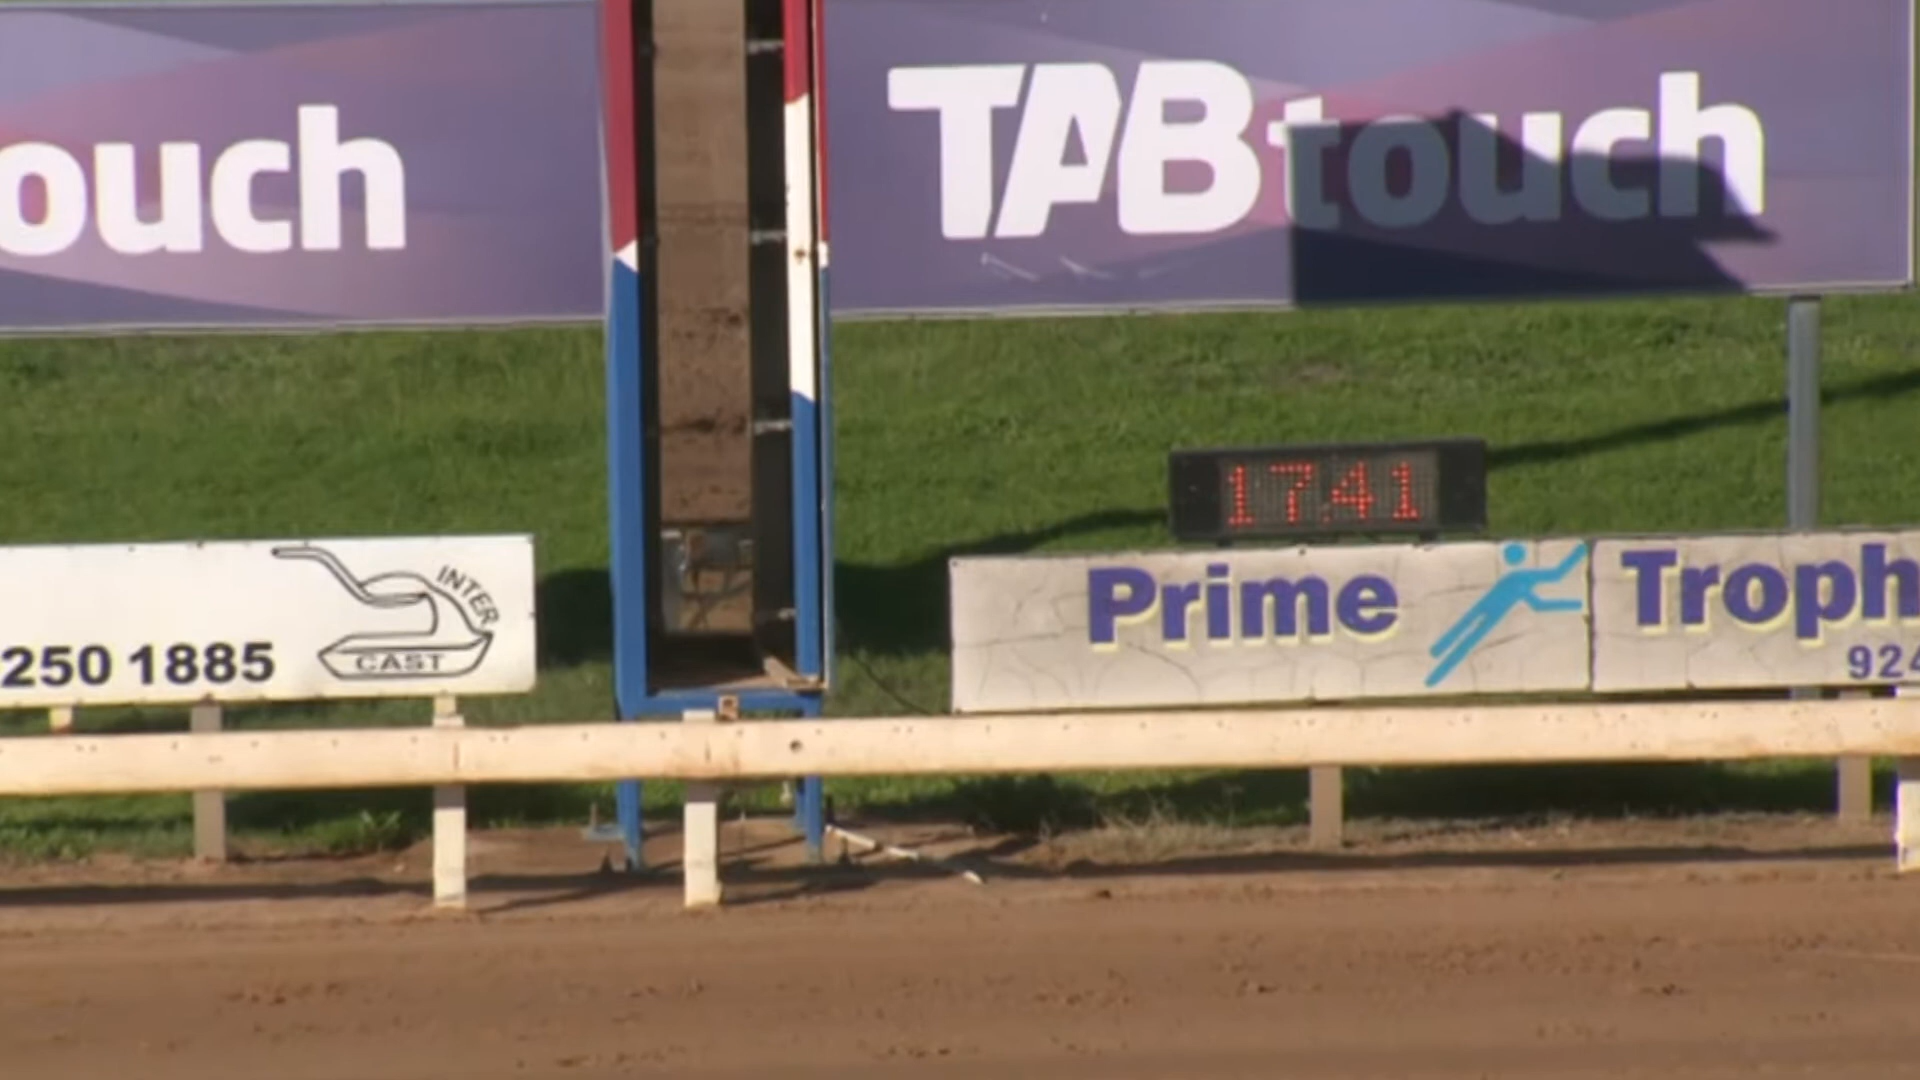 ouch
TABtouch
17.41
250 1885
INTER
CAST
Prime
Troph
924